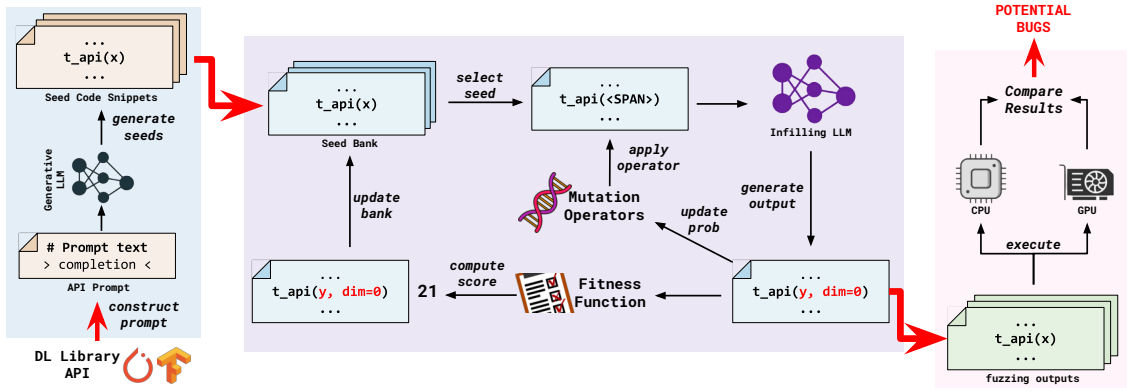 ...
t_api(x)
...
Seed Code Snippets
generate
seeds
Generative
LLM
# Prompt text
> completion <
API Prompt
construct
prompt
DL Library
API
...
t_api(x)
...
Seed Bank
select
seed
...
t_api(<SPAN>)
...
Infilling LLM
apply
operator
Mutation
Operators
generate
output
update
prob
update
bank
...
t_api(y, dim=0)
...
21
compute
score
Fitness
Function
...
t_api(y, dim=0)
...
POTENTIAL
BUGS
Compare
Results
CPU
GPU
execute
...
t_api(x)
...
fuzzing outputs